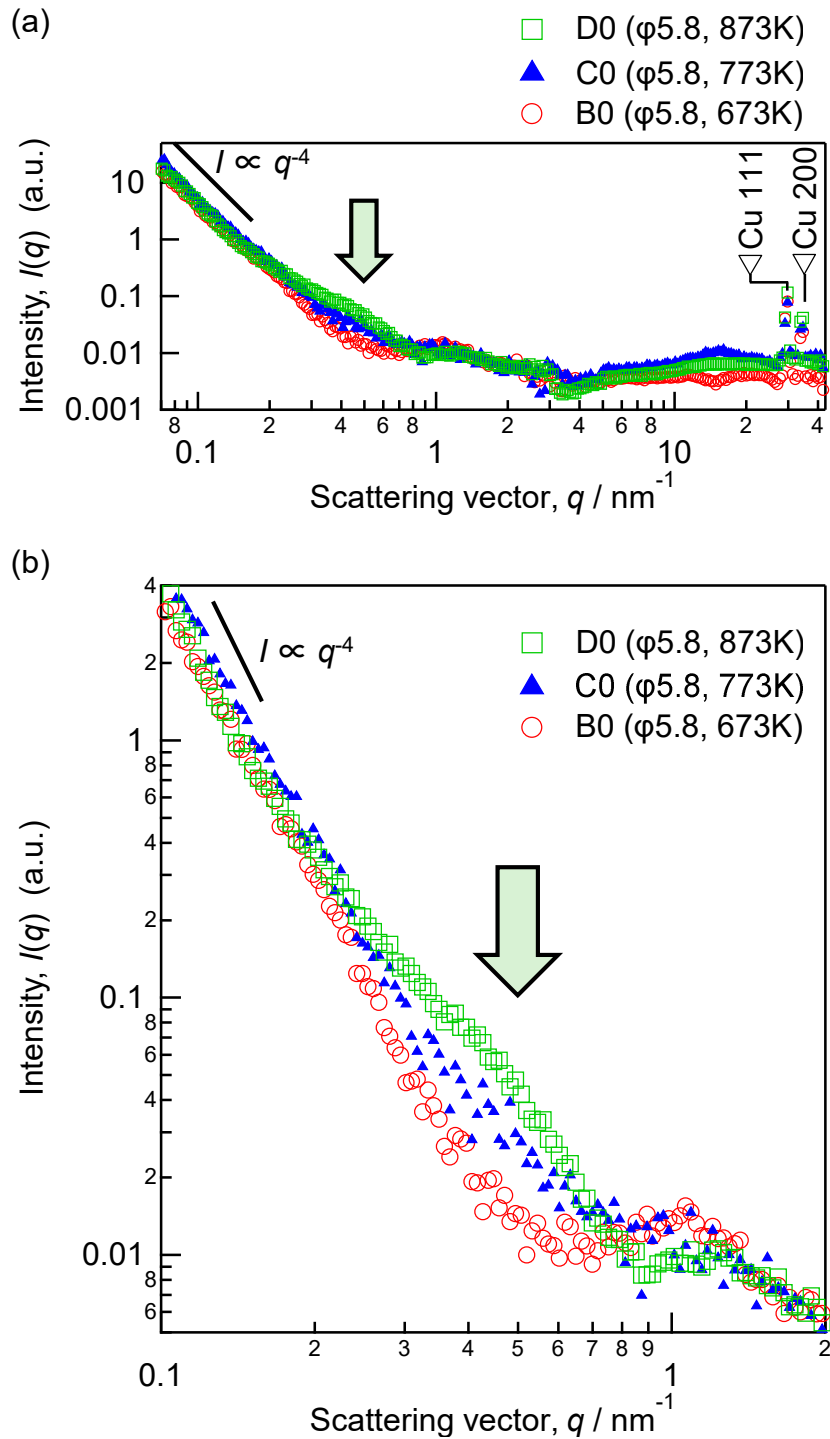 (a)
D0 (φ5.8, 873K)
C0 (φ5.8, 773K)
B0 (φ5.8, 673K)
I ∝ q-4
Cu 111
Cu 200
Intensity, I(q) (a.u.)
10
1
0.1
0.01
0.001
8 2 4 6 8 2 4 6 8 2 4
0.1 1 10
Scattering vector, q / nm-1
(b)
I ∝ q-4
D0 (φ5.8, 873K)
C0 (φ5.8, 773K)
B0 (φ5.8, 673K)
Intensity, I(q) (a.u.)
4
2
1
8
6
4
2
0.1
8
6
4
2
0.01
8
6
2 3 4 5 6 7 8 9 2
0.1 1
Scattering vector, q / nm-1